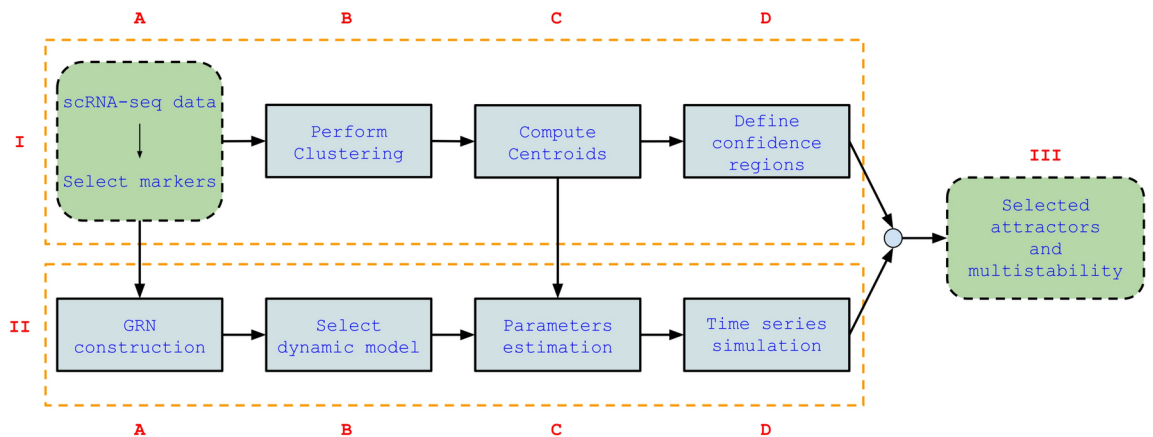 A B C D
I
scRNA-seq data
Select markers
Perform
Clustering
Compute
Centroids
Define
confidence
regions
III
Selected
attractors
and
multistability
II
GRN
construction
Select
dynamic model
Parameters
estimation
Time series
simulation
A B C D